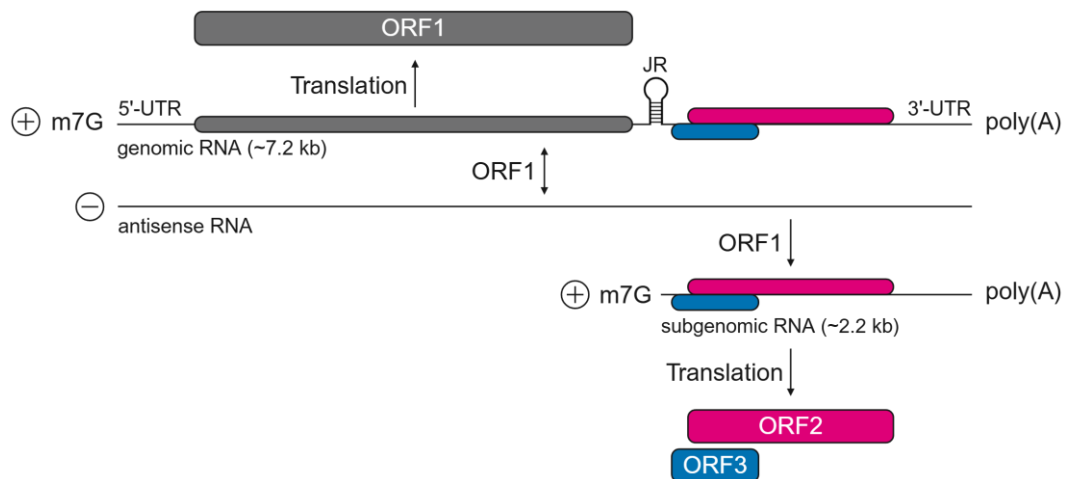 ORF1
Translation
JR
5'-UTR
3'-UTR
+ m7G
poly(A)
genomic RNA (~7.2 kb)
ORF1
−
antisense RNA
ORF1
+ m7G
poly(A)
subgenomic RNA (~2.2 kb)
Translation
ORF2
ORF3